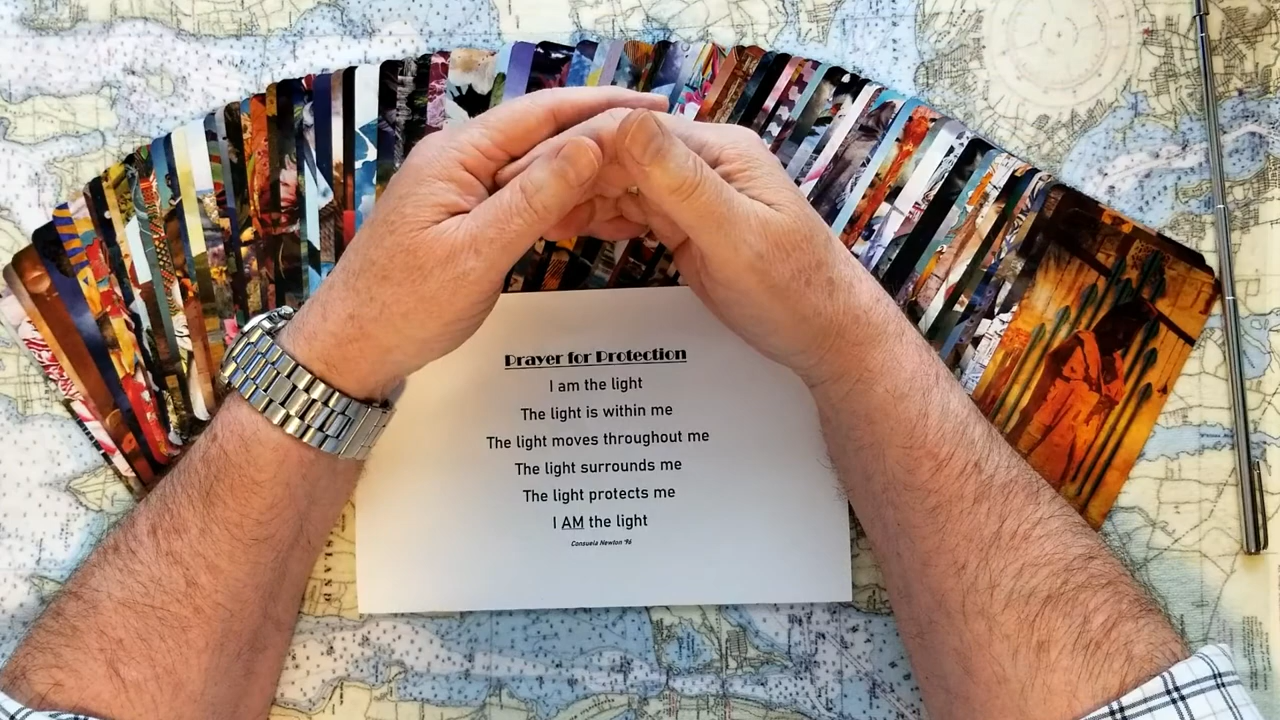 Prayer for Protection
I am the light
The light is within me
The light moves throughout me
The light surrounds me
The light protects me
I AM the light
Consuela Newton '96